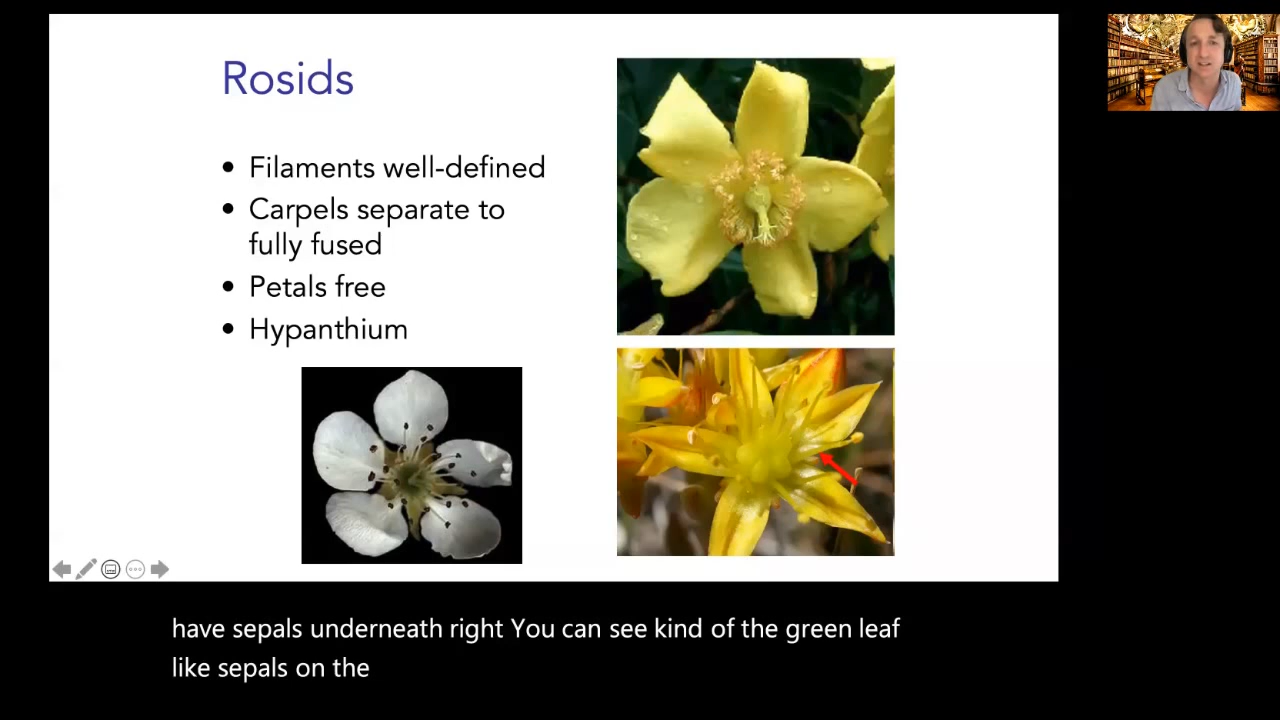 Rosids
• Filaments well-defined
• Carpels separate to
fully fused
• Petals free
• Hypanthium
have sepals underneath right You can see kind of the green leaf
like sepals on the